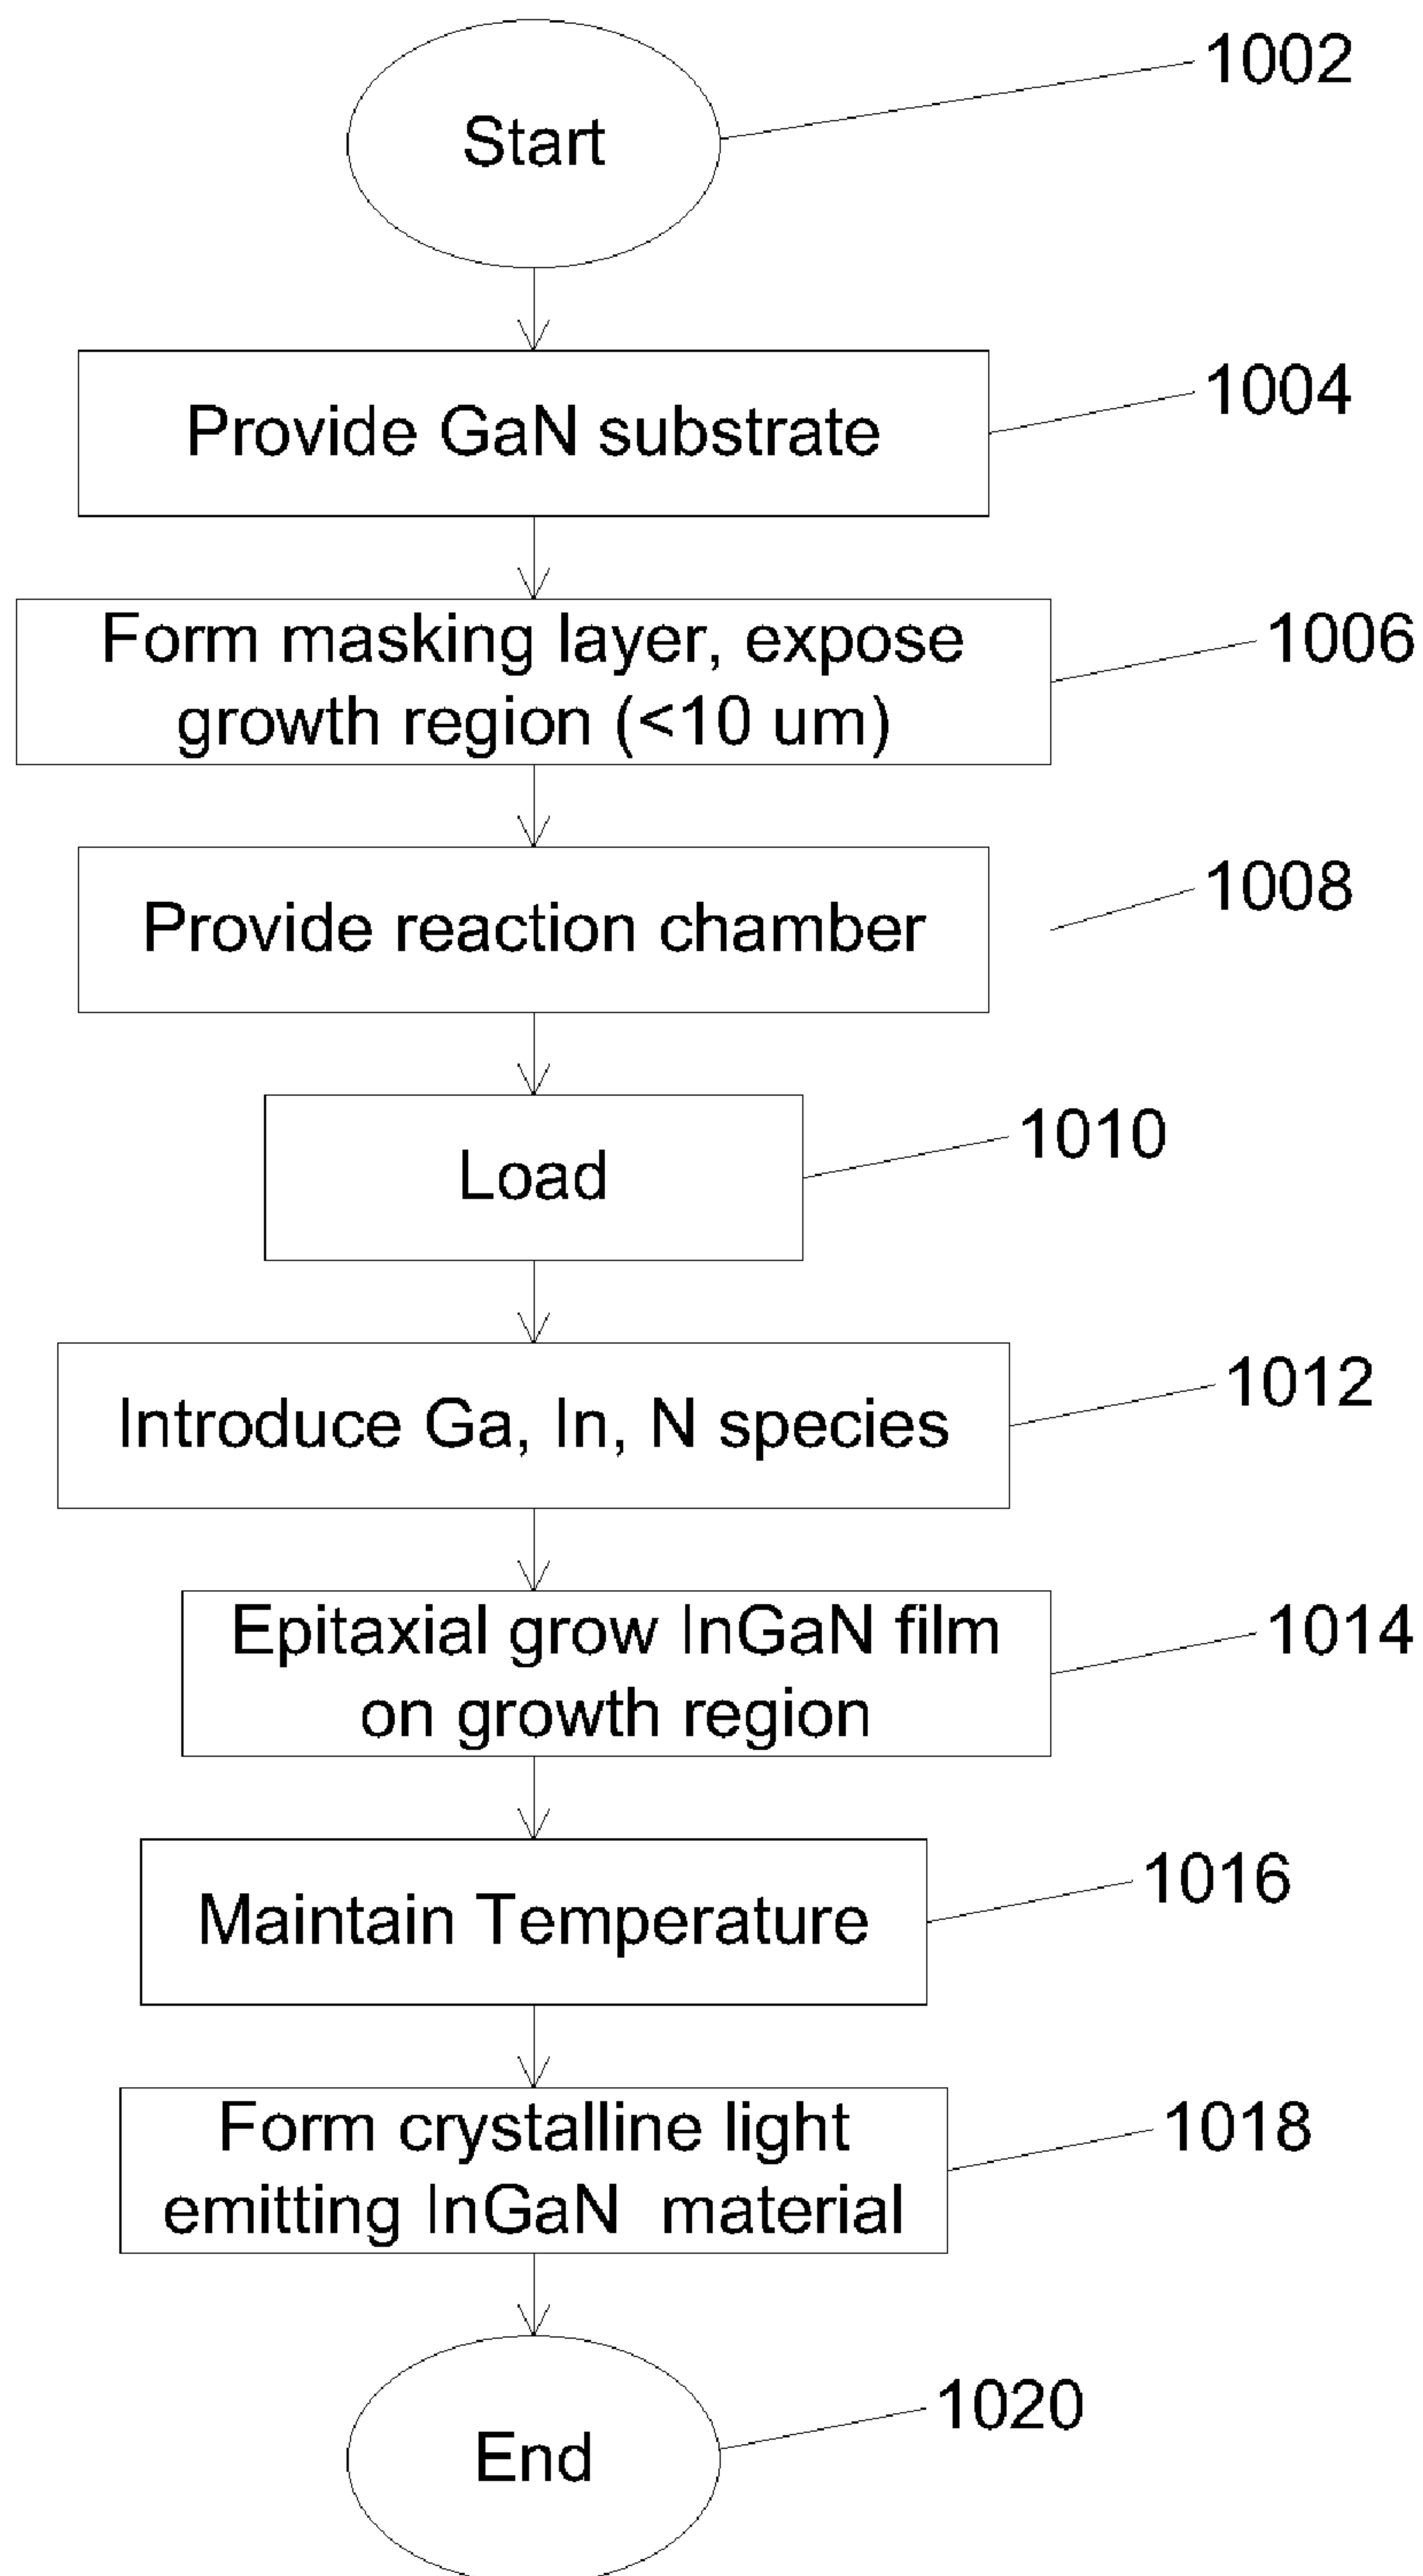 Start
1002
Provide GaN substrate
1004
Form masking layer, expose
growth region (<10 um)
1006
Provide reaction chamber
1008
Load
1010
Introduce Ga, In, N species
1012
Epitaxial grow InGaN film
on growth region
1014
Maintain Temperature
1016
Form crystalline light
emitting InGaN  material
1018
End
1020